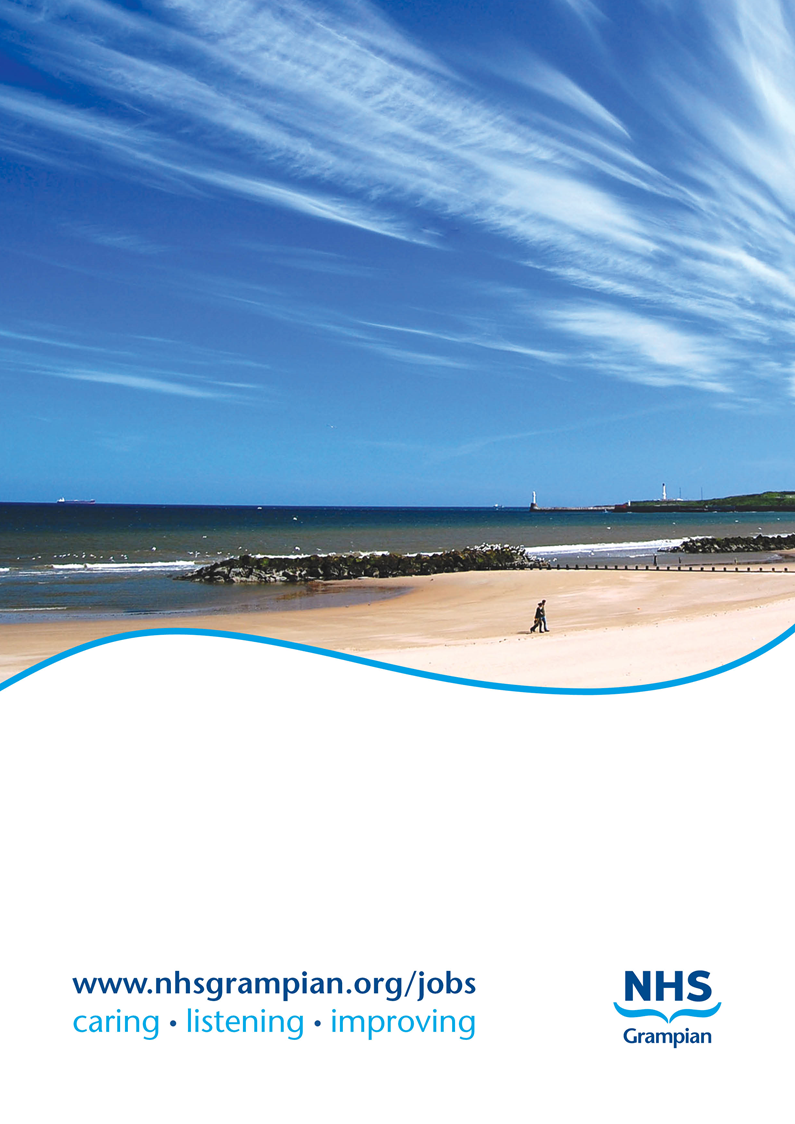 www.nhsgrampian.org/jobs
caring • listening • improving
NHS
Grampian